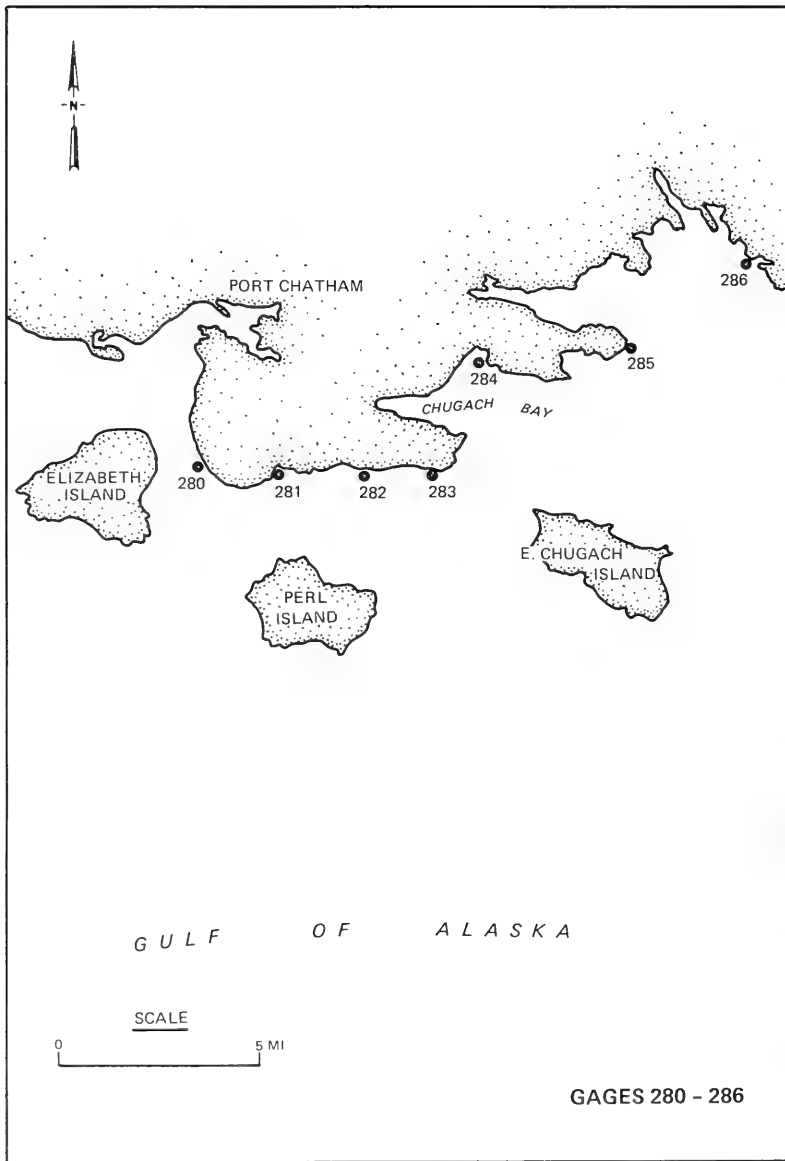 N
PORT CHATHAM
286
285
284
CHUGACH BAY
ELIZABETH
ISLAND
280
281
282
283
E. CHUGACH
ISLAND
PERL
ISLAND
GULF OF ALASKA
SCALE
0 5 MI
GAGES 280 – 286